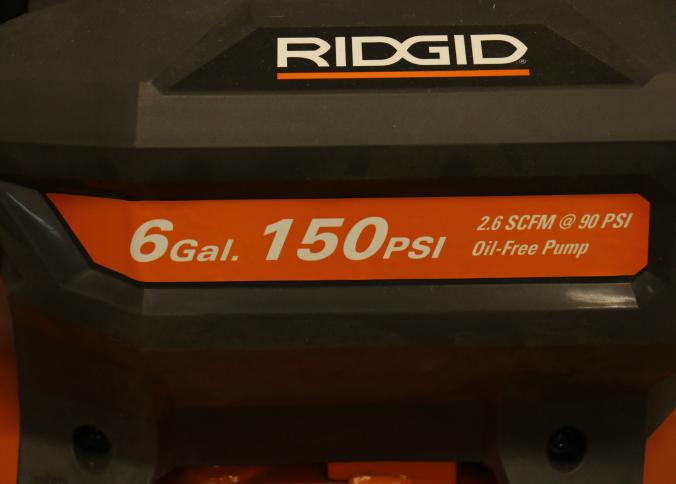 RIDGID®
6Gal. 150PSI
2.6 SCFM @ 90 PSI
Oil-Free Pump